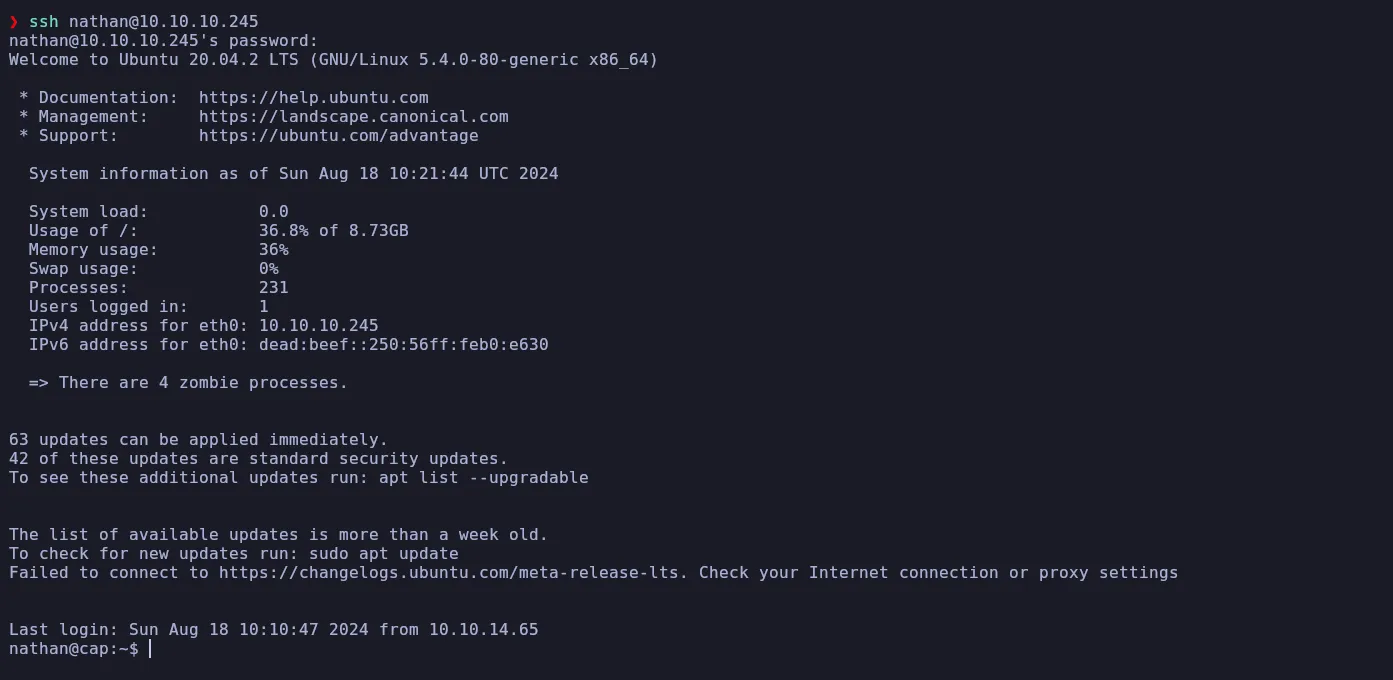 ❯ ssh nathan@10.10.10.245
nathan@10.10.10.245's password:
Welcome to Ubuntu 20.04.2 LTS (GNU/Linux 5.4.0-80-generic x86_64)
* Documentation:  https://help.ubuntu.com
* Management:     https://landscape.canonical.com
* Support:        https://ubuntu.com/advantage
System information as of Sun Aug 18 10:21:44 UTC 2024
System load:           0.0
Usage of /:            36.8% of 8.73GB
Memory usage:          36%
Swap usage:            0%
Processes:             231
Users logged in:       1
IPv4 address for eth0: 10.10.10.245
IPv6 address for eth0: dead:beef::250:56ff:feb0:e630
=> There are 4 zombie processes.
63 updates can be applied immediately.
42 of these updates are standard security updates.
To see these additional updates run: apt list --upgradable
The list of available updates is more than a week old.
To check for new updates run: sudo apt update
Failed to connect to https://changelogs.ubuntu.com/meta-release-lts. Check your Internet connection or proxy settings
Last login: Sun Aug 18 10:10:47 2024 from 10.10.14.65
nathan@cap:~$